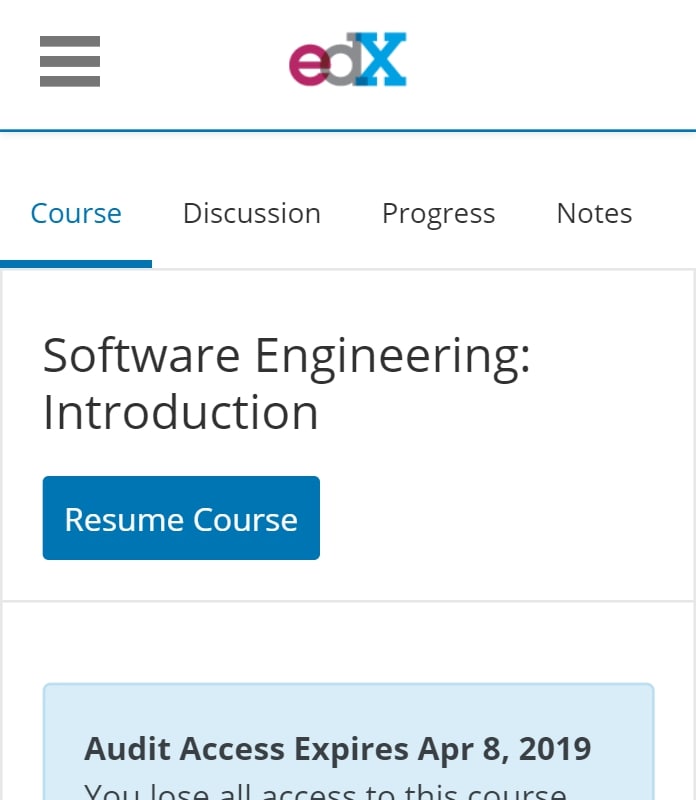 edX
Course Discussion Progress Notes
Software Engineering:
Introduction
Resume Course
Audit Access Expires Apr 8, 2019
You lose all access to this course